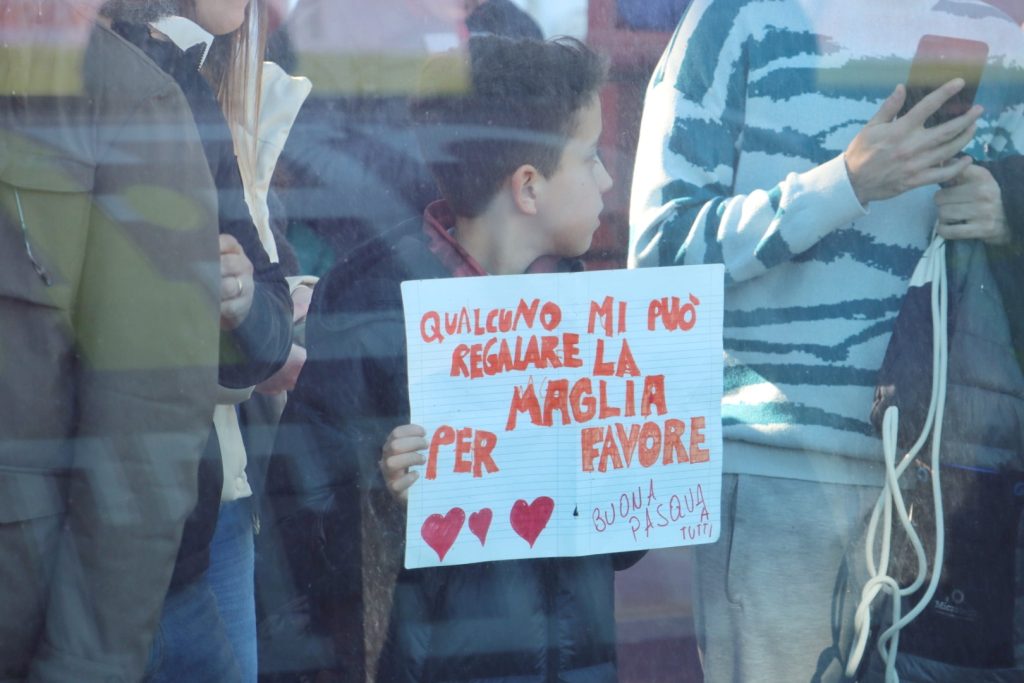 QUALCUNO MI PUÒ
REGALARE LA
MAGLIA
PER FAVORE
BUONA
PASQUA
A
TUTTI